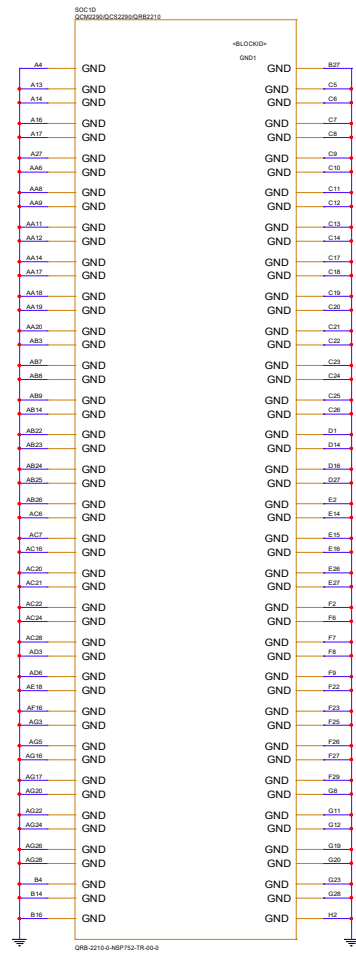 SOC1D
QCM2290/QCS2290/QRB2210
<BLOCKID>
GND1
A4 GND GND B27
A13 GND GND C5
A14 GND GND C6
A16 GND GND C7
A17 GND GND C8
A27 GND GND C9
AA6 GND GND C10
AA8 GND GND C11
AA9 GND GND C12
AA11 GND GND C13
AA12 GND GND C14
AA14 GND GND C17
AA17 GND GND C18
AA18 GND GND C19
AA19 GND GND C20
AA20 GND GND C21
AB3 GND GND C22
AB7 GND GND C23
AB8 GND GND C24
AB9 GND GND C25
AB14 GND GND C26
AB22 GND GND D1
AB23 GND GND D14
AB24 GND GND D16
AB25 GND GND D27
AB26 GND GND E2
AC6 GND GND E14
AC7 GND GND E15
AC16 GND GND E16
AC20 GND GND E26
AC21 GND GND E27
AC22 GND GND F2
AC24 GND GND F6
AC28 GND GND F7
AD3 GND GND F8
AD6 GND GND F9
AE18 GND GND F22
AF16 GND GND F23
AG3 GND GND F25
AG5 GND GND F26
AG16 GND GND F27
AG17 GND GND F29
AG20 GND GND G8
AG22 GND GND G11
AG24 GND GND G12
AG26 GND GND G19
AG28 GND GND G20
B4 GND GND G23
B14 GND GND G28
B16 GND GND H2
QRB-2210-0-NSP752-TR-00-0